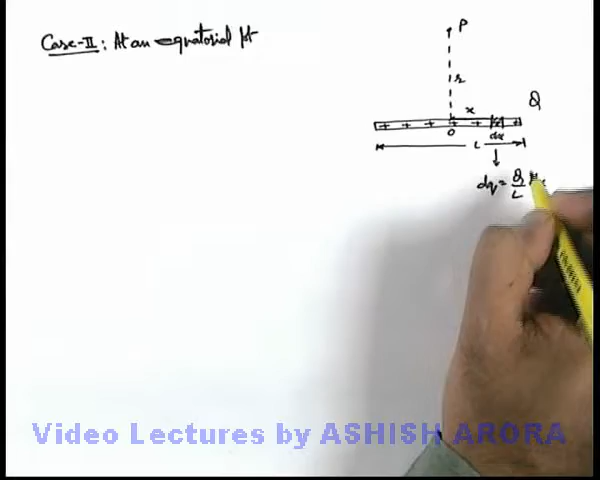 Case-II: At an equatorial pt
P
r
x
Q
+ + + + + +
O
dx
L
dq = Q/L
Video Lectures by ASHISH ARORA